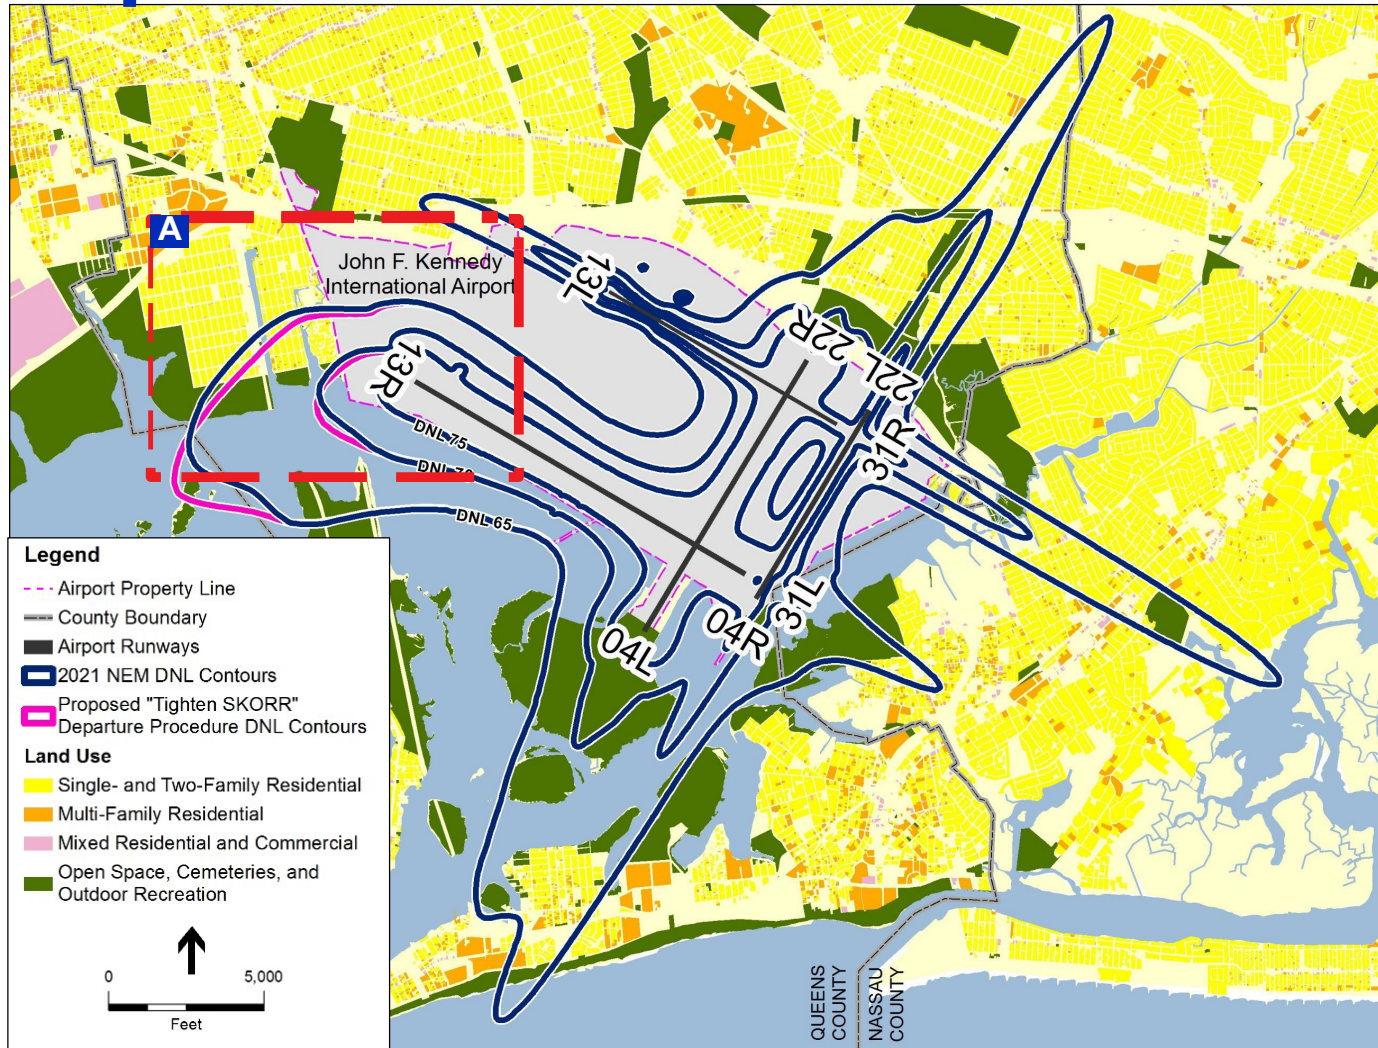 A
John F. Kennedy
International Airport
13L
22R
22L
13R
31R
DNL 75
DNL 70
DNL 65
31L
04R
04L
Legend
Airport Property Line
County Boundary
Airport Runways
2021 NEM DNL Contours
Proposed "Tighten SKORR"
Departure Procedure DNL Contours
Land Use
Single- and Two-Family Residential
Multi-Family Residential
Mixed Residential and Commercial
Open Space, Cemeteries, and
Outdoor Recreation
0 5,000
Feet
QUEENS
COUNTY
NASSAU
COUNTY